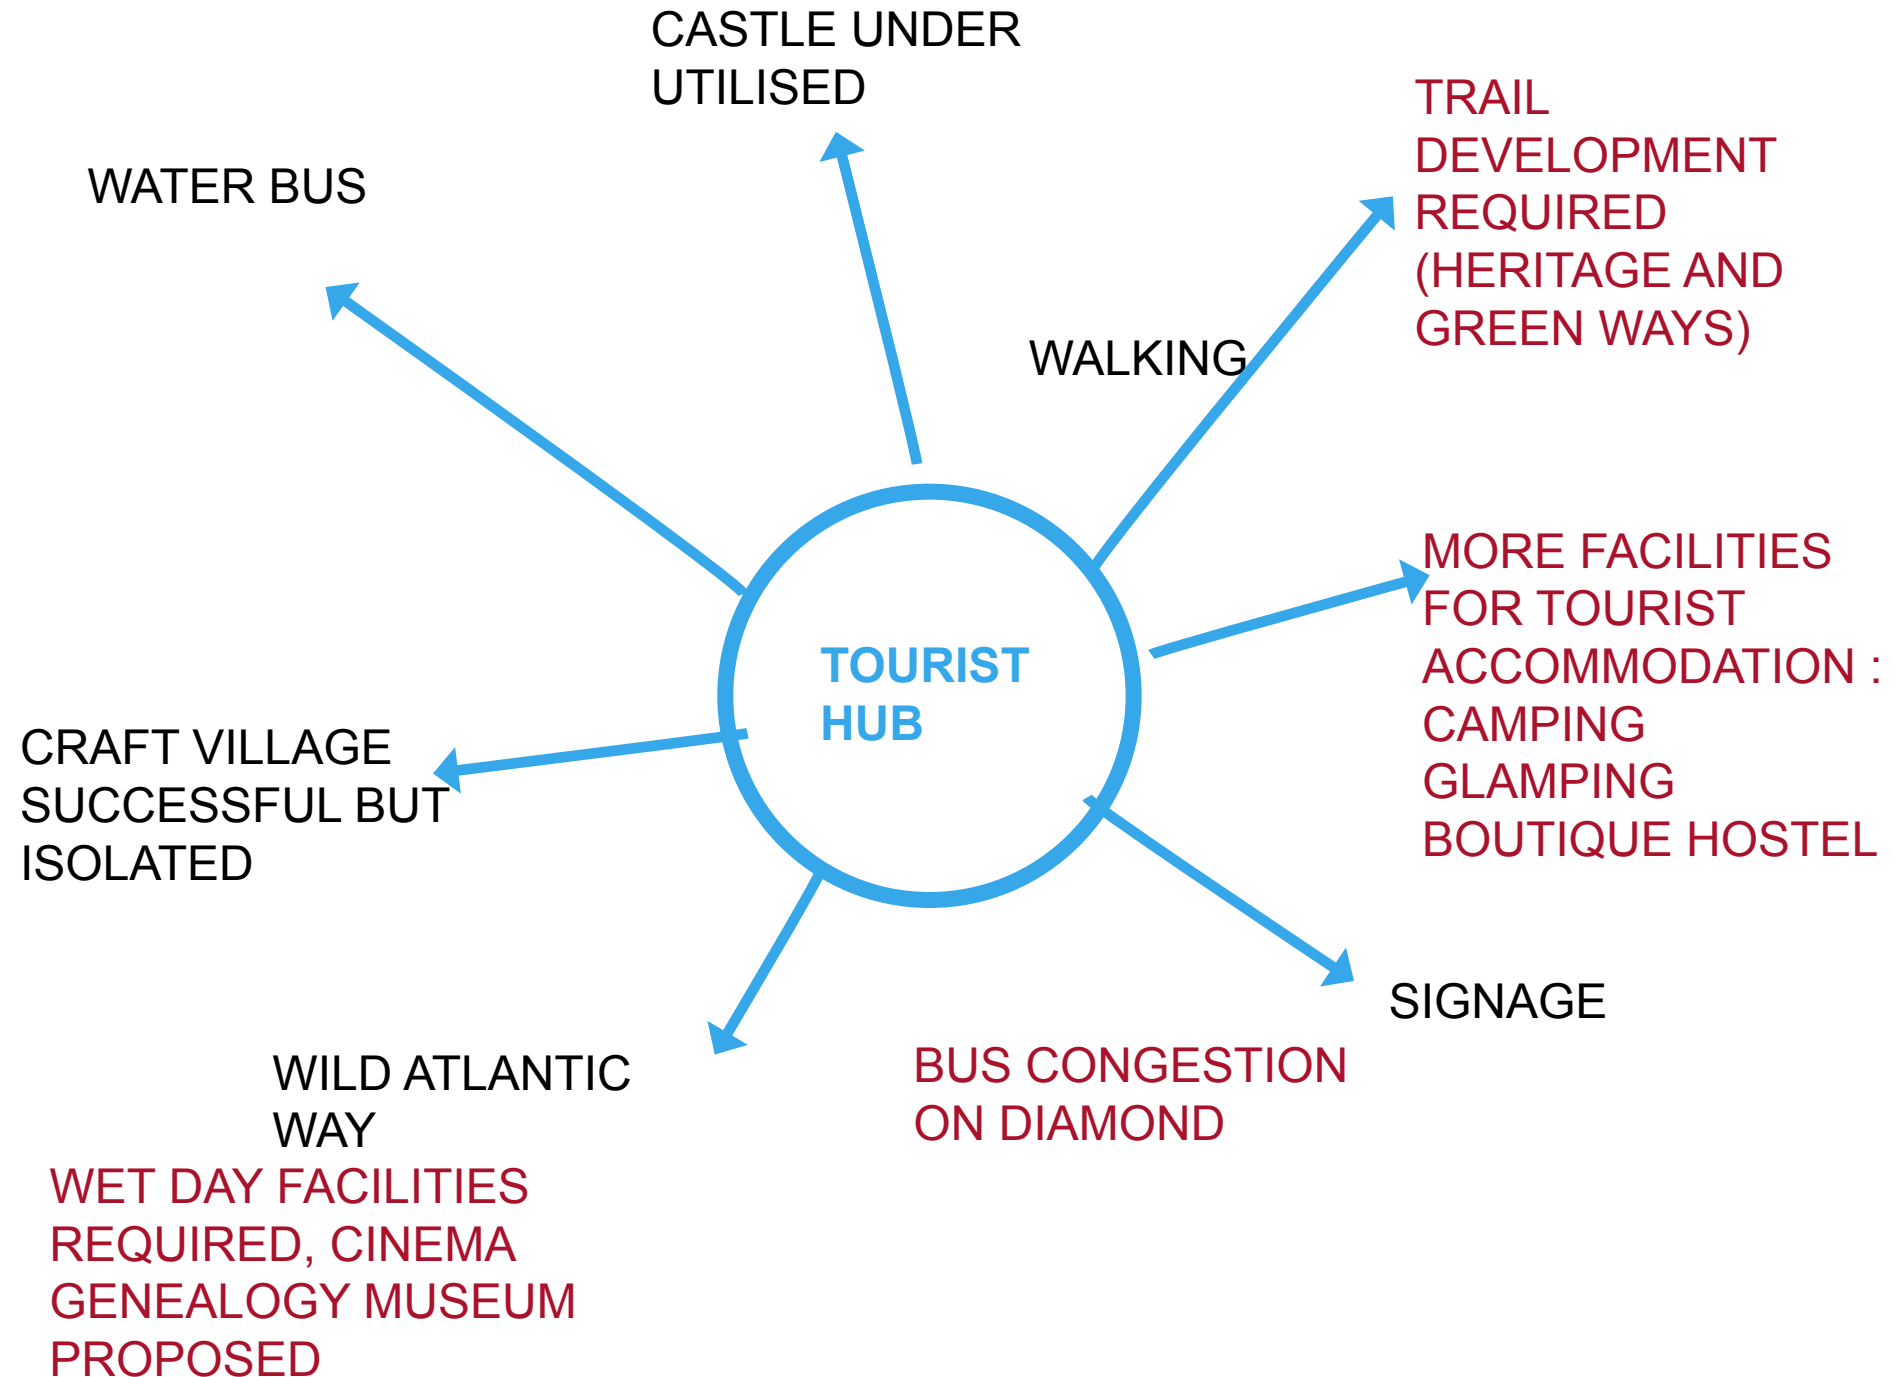 CASTLE UNDER
UTILISED
WATER BUS
TRAIL
DEVELOPMENT
REQUIRED
(HERITAGE AND
GREEN WAYS)
WALKING
MORE FACILITIES
FOR TOURIST
ACCOMMODATION :
CAMPING
GLAMPING
BOUTIQUE HOSTEL
TOURIST
HUB
CRAFT VILLAGE
SUCCESSFUL BUT
ISOLATED
SIGNAGE
WILD ATLANTIC
WAY
BUS CONGESTION
ON DIAMOND
WET DAY FACILITIES
REQUIRED, CINEMA
GENEALOGY MUSEUM
PROPOSED